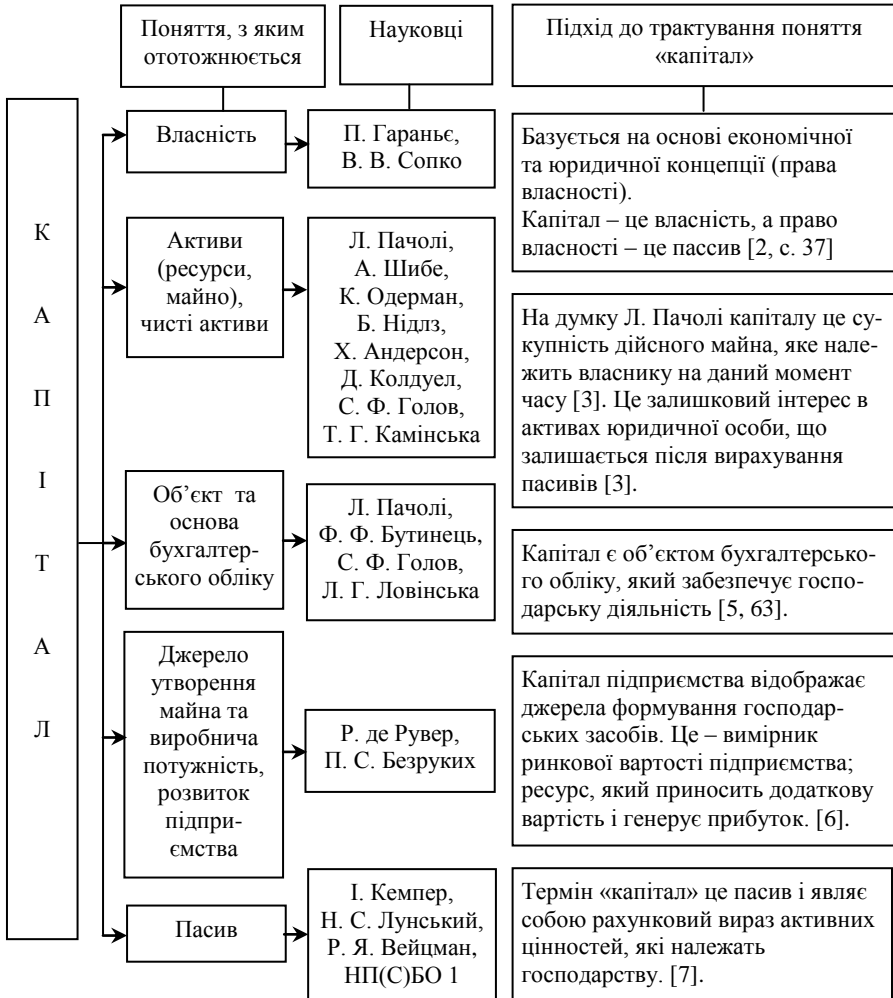 Поняття, з яким
ототожнюється
Науковці
Підхід до трактування поняття
«капітал»
К
А
П
І
Т
А
Л
Власність
П. Гараньє,
В. В. Сопко
Базується на основі економічної
та юридичної концепції (права
власності).
Капітал – це власність, а право
власності – це пассив [2, с. 37]
Активи
(ресурси,
майно),
чисті активи
Л. Пачолі,
А. Шибе,
К. Одерман,
Б. Нідлз,
Х. Андерсон,
Д. Колдуел,
С. Ф. Голов,
Т. Г. Камінська
На думку Л. Пачолі капіталу це су-
купність дійсного майна, яке нале-
жить власнику на даний момент
часу [3]. Це залишковий інтерес в
активах юридичної особи, що
залишається після вирахування
пасивів [3].
Об’єкт та
основа
бухгалтер-
ського обліку
Л. Пачолі,
Ф. Ф. Бутинець,
С. Ф. Голов,
Л. Г. Ловінська
Капітал є об’єктом бухгалтерсько-
го обліку, який забезпечує госпо-
дарську діяльність [5, 63].
Джерело
утворення
майна та
виробнича
потужність,
розвиток
підпри-
ємства
Р. де Рувер,
П. С. Безруких
Капітал підприємства відображає
джерела формування господар-
ських засобів. Це – вимірник
ринкової вартості підприємства;
ресурс, який приносить додаткову
вартість і генерує прибуток. [6].
Пасив
І. Кемпер,
Н. С. Лунський,
Р. Я. Вейцман,
НП(С)БО 1
Термін «капітал» це пасив і являє
собою рахунковий вираз активних
цінностей, які належать
господарству. [7].